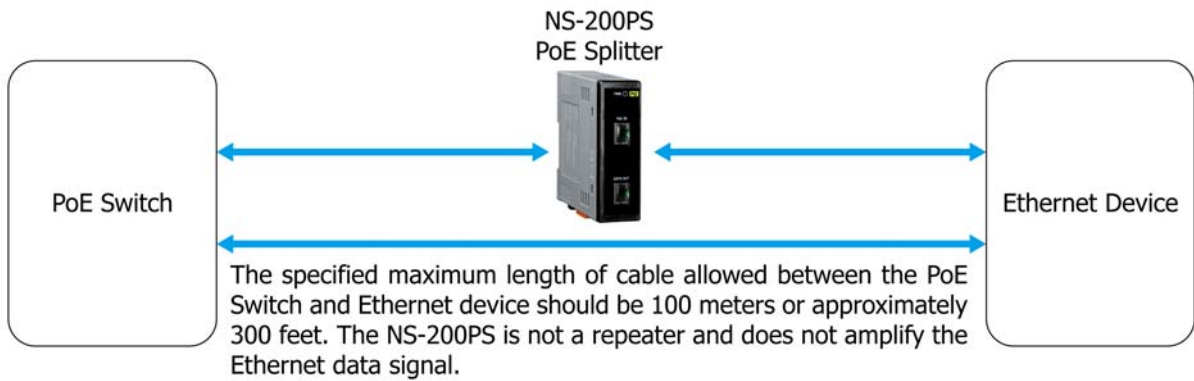 NS-200PS
PoE Splitter
PoE Switch
Ethernet Device
The specified maximum length of cable allowed between the PoE
Switch and Ethernet device should be 100 meters or approximately
300 feet. The NS-200PS is not a repeater and does not amplify the
Ethernet data signal.